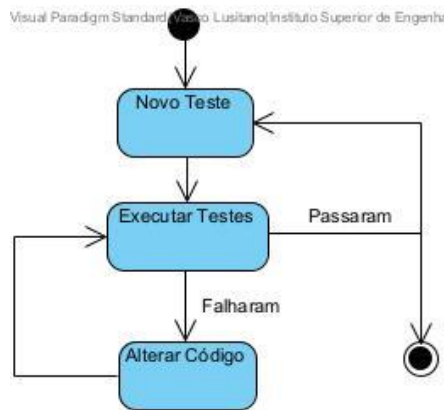 Visual Paradigm Standard(Vasco Lusitano(Instituto Superior de Engenha
Novo Teste
Executar Testes
Passaram
Falharam
Alterar Código